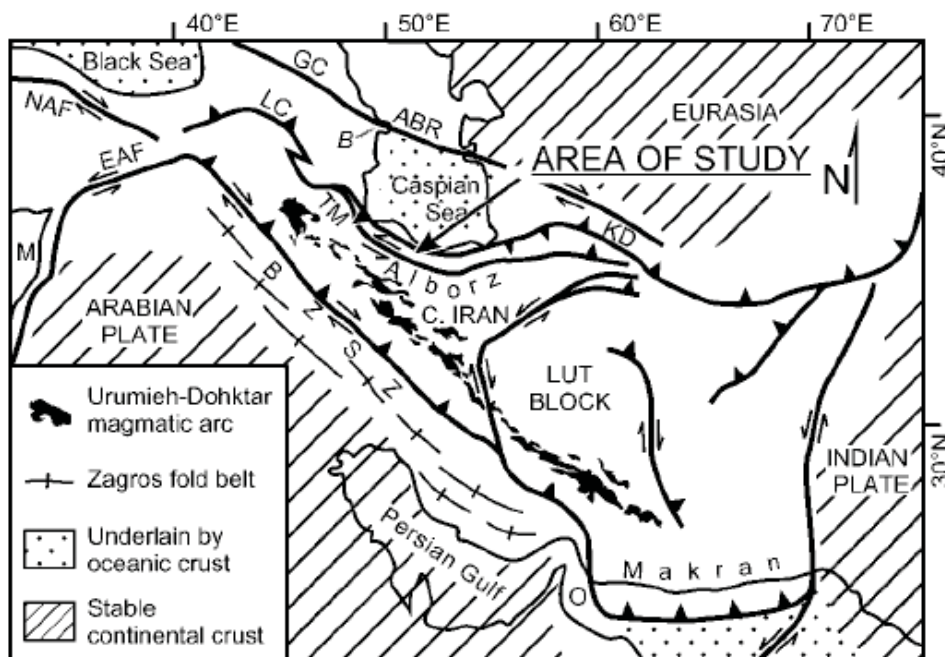 40°E 50°E 60°E 70°E
Black Sea
GC
NAF
LC
ABR
EURASIA
40°N
B
EAF
AREA OF STUDY
N
Caspian
Sea
TM
KD
M
Alborz
ARABIAN
PLATE
C. IRAN
BZSZ
LUT
BLOCK
30°N
INDIAN
PLATE
Persian Gulf
Makran
O
Urumieh-Dohktar
magmatic arc
Zagros fold belt
Underlain by
oceanic crust
Stable
continental crust